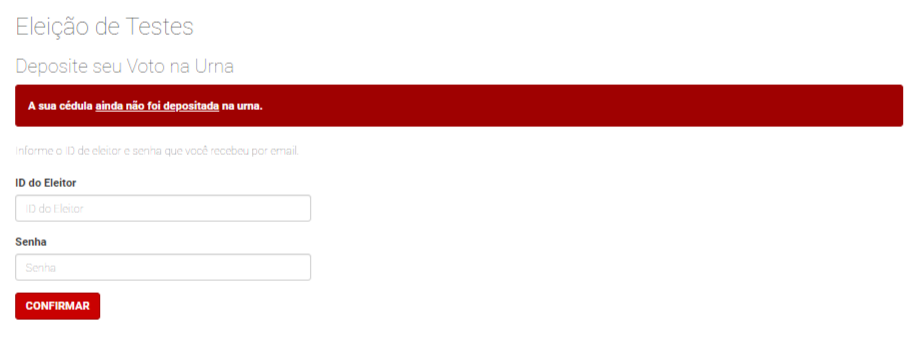 Eleição de Testes
Deposite seu Voto na Urna
A sua cédula ainda não foi depositada na urna.
Informe o ID de eleitor e senha que você recebeu por email.
ID do Eleitor
ID do Eleitor
Senha
Senha
CONFIRMAR